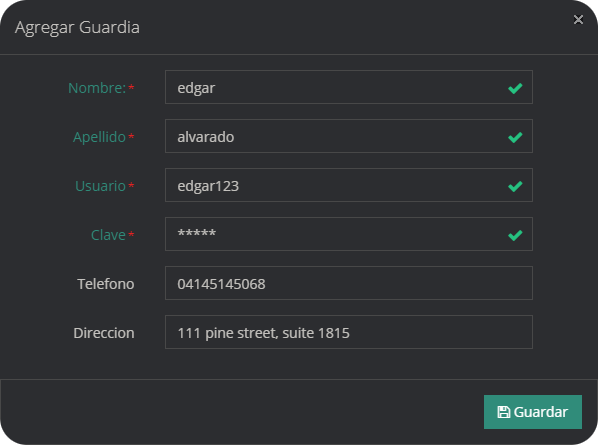 Agregar Guardia ×
Nombre:* edgar
Apellido* alvarado
Usuario* edgar123
Clave* *****
Telefono 04145145068
Direccion 111 pine street, suite 1815
Guardar